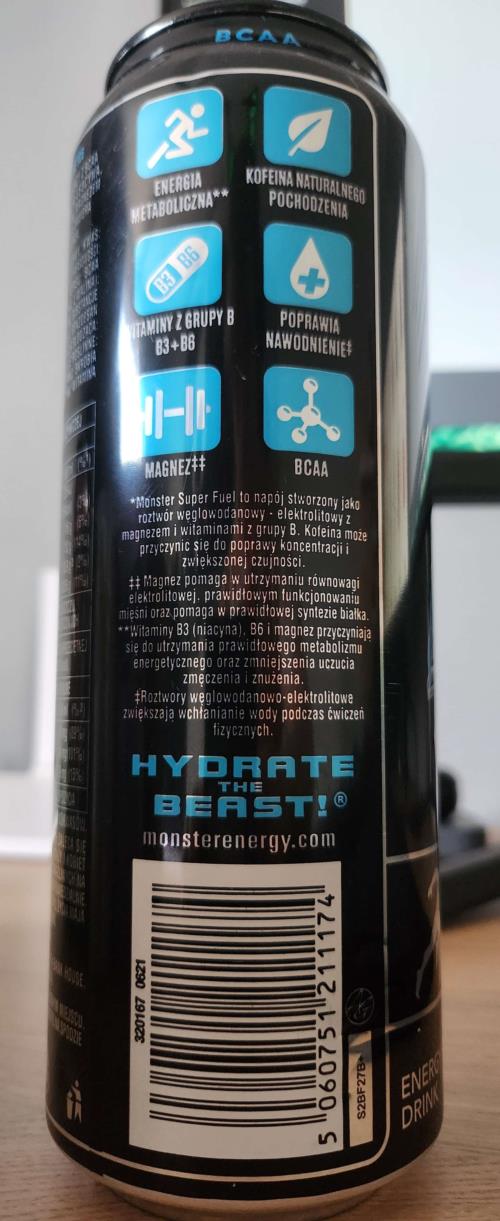 BCAA
ENERGIA
METABOLICZNA**
KOFEINA NATURALNEGO
POCHODZENIA
B3 B6
WITAMINY Z GRUPY B
B3+B6
POPRAWIA
NAWODNIENIE‡
MAGNEZ‡‡
BCAA
*Monster Super Fuel to napój stworzony jako
roztwór węglowodanowy - elektrolitowy z
magnezem i witaminami z grupy B. Kofeina może
przyczynic się do poprawy koncentracji i
zwiększonej czujności.
‡‡ Magnez pomaga w utrzymaniu równowagi
elektrolitowej, prawidłowym funkcjonowaniu
mięśni oraz pomaga w prawidłowej syntezie białka.
**Witaminy B3 (niacyna), B6 i magnez przyczyniają
się do utrzymania prawidłowego metabolizmu
energetycznego oraz zmniejszenia uczucia
zmęczenia i znużenia.
‡Roztwory węglowodanowo-elektrolitowe
zwiększają wchłanianie wody podczas ćwiczeń
fizycznych.
HYDRATE
THE
BEAST!®
monsterenergy.com
320167 0621
5 060751 211174
S2BF27B
ENERGY
DRINK